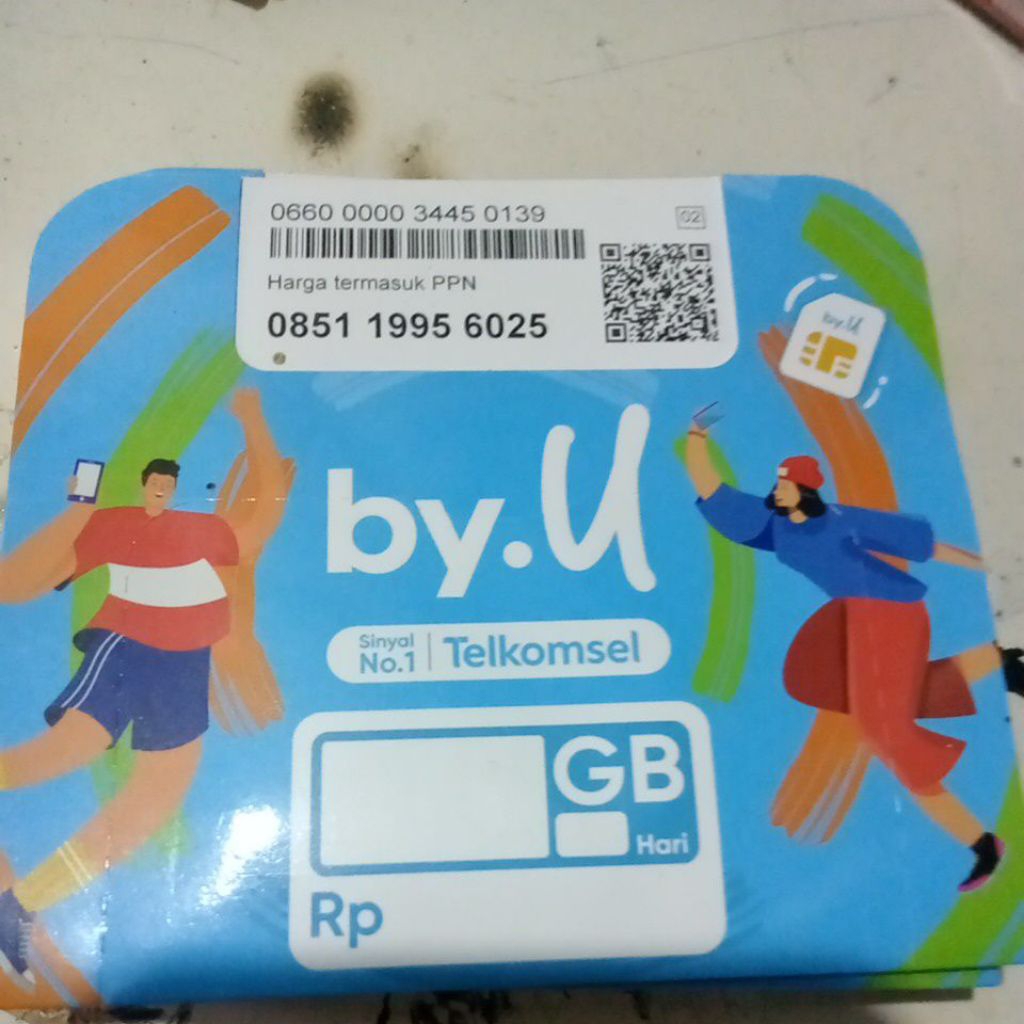 0660 0000 3445 0139
02
Harga termasuk PPN
0851 1995 6025
by.U
by.U
Sinyal No.1 | Telkomsel
GB
Hari
Rp